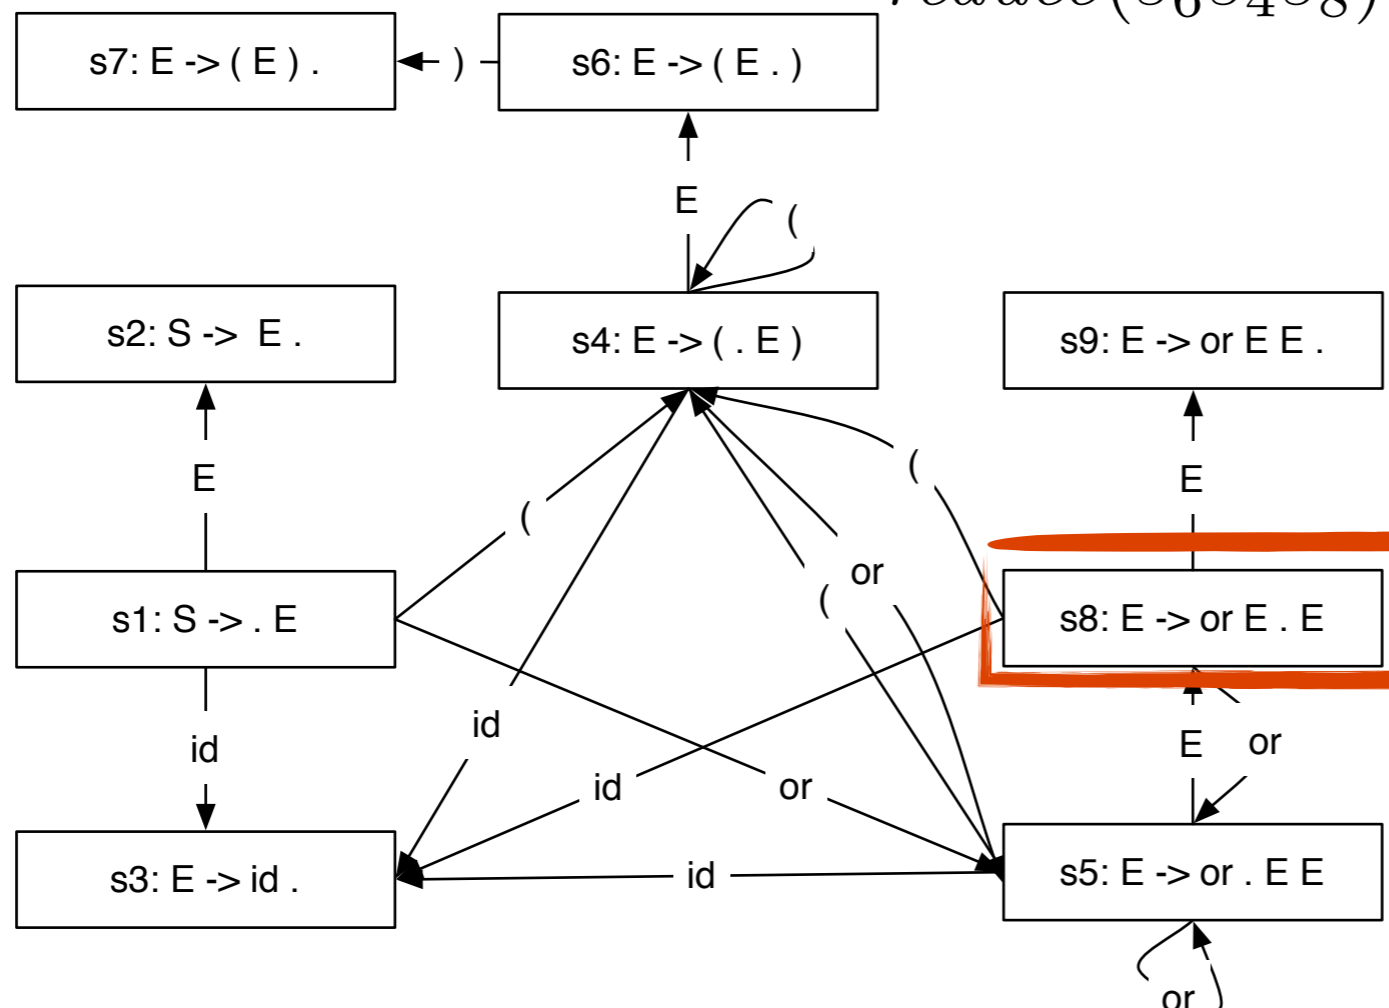 s7: E -> ( E ) .
)
s6: E -> ( E . )
E
(
s2: S -> E .
s4: E -> ( . E )
s9: E -> or E E .
E
(
E
(
or
(
s1: S -> . E
s8: E -> or E . E
id
id
id
or
E
or
s3: E -> id .
id
s5: E -> or . E E
or